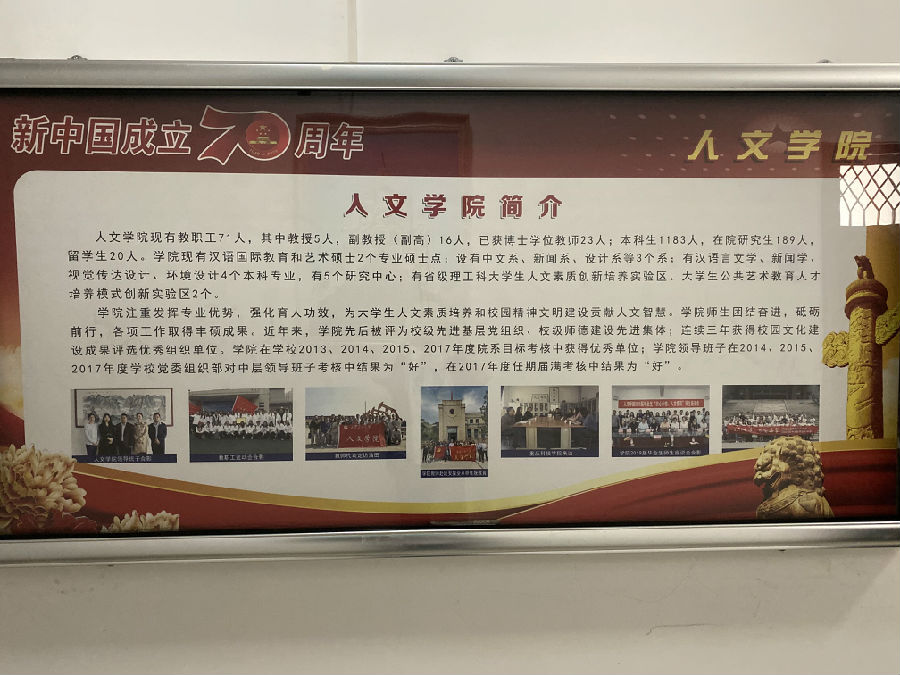 新中国成立70周年
人文学院
人文学院简介
人文学院现有教职工71人，其中教授5人，副教授（副高）16人，已获博士学位教师23人；本科生1183人，在院研究生189人，
留学生20人。学院现有汉语国际教育和艺术硕士2个专业硕士点；设有中文系、新闻系、设计系等3个系；有汉语言文学、新闻学、
视觉传达设计、环境设计4个本科专业，有5个研究中心；有省级理工科大学生人文素质创新培养实验区、大学生公共艺术教育人才
培养模式创新实验区2个。
学院注重发挥专业优势，强化育人功效，为大学生人文素质培养和校园精神文明建设贡献人文智慧。学院师生团结奋进，砥砺
前行，各项工作取得丰硕成果。近年来，学院先后被评为校级先进基层党组织、校级师德建设先进集体；连续三年获得校园文化建
设成果评选优秀组织单位，学院在学校2013、2014、2015、2017年度院系目标考核中获得优秀单位；学院领导班子在2014、2015、
2017年度学校党委组织部对中层领导班子考核中结果为“好”，在2017年度任期届满考核中结果为“好”。
人文学院
人文学院领导班子合影
教职工运动会合影